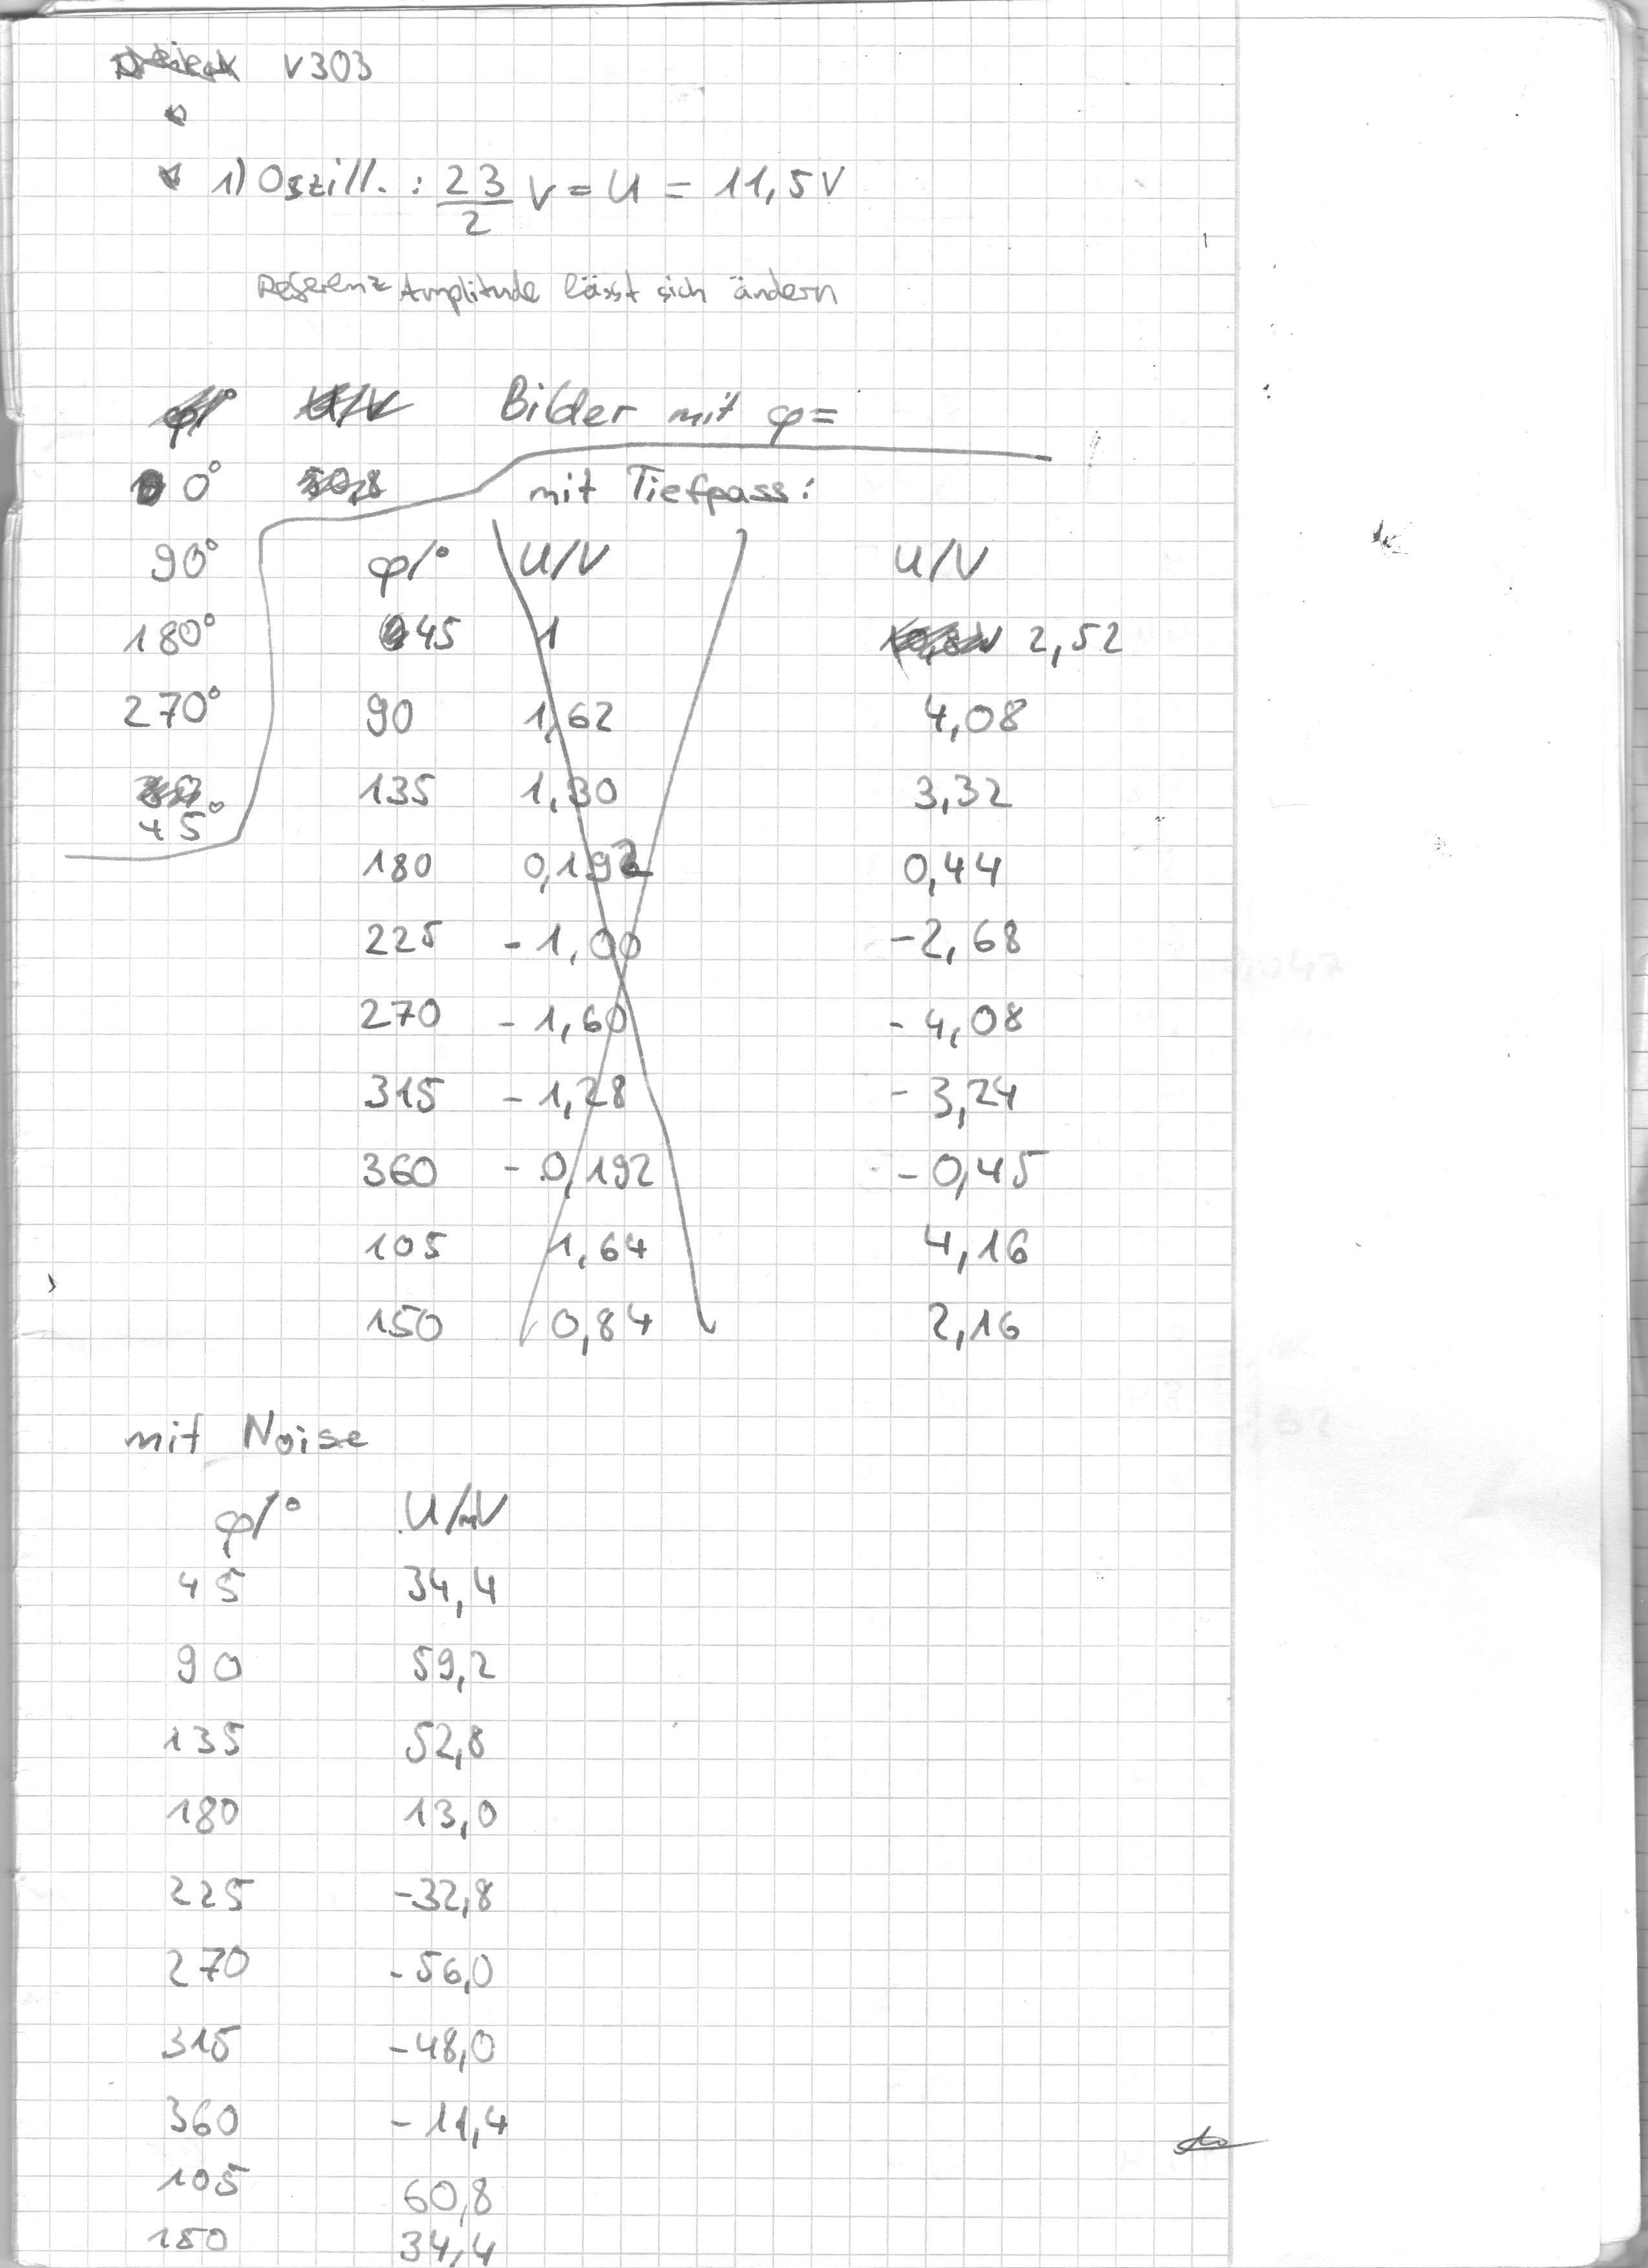 V303
1) Oszill. : 23/2 V = U = 11,5V
Referenz Amplitude lässt sich ändern
φ/° U/V Bilder mit φ=
0° 50,8 mit Tiefpass:
90° φ/° U/V U/V
180° 45 1 2,52
270° 90 1,62 4,08
135 1,30 3,32
45°
180 0,192 0,44
225 -1,00 -2,68
270 -1,60 -4,08
315 -1,28 -3,24
360 -0,192 -0,45
105 1,64 4,16
150 0,84 2,16
mit Noise
φ/° U/mV
45 34,4
90 59,2
135 52,8
180 13,0
225 -32,8
270 -56,0
315 -48,0
360 -11,4
105 60,8
150 34,4